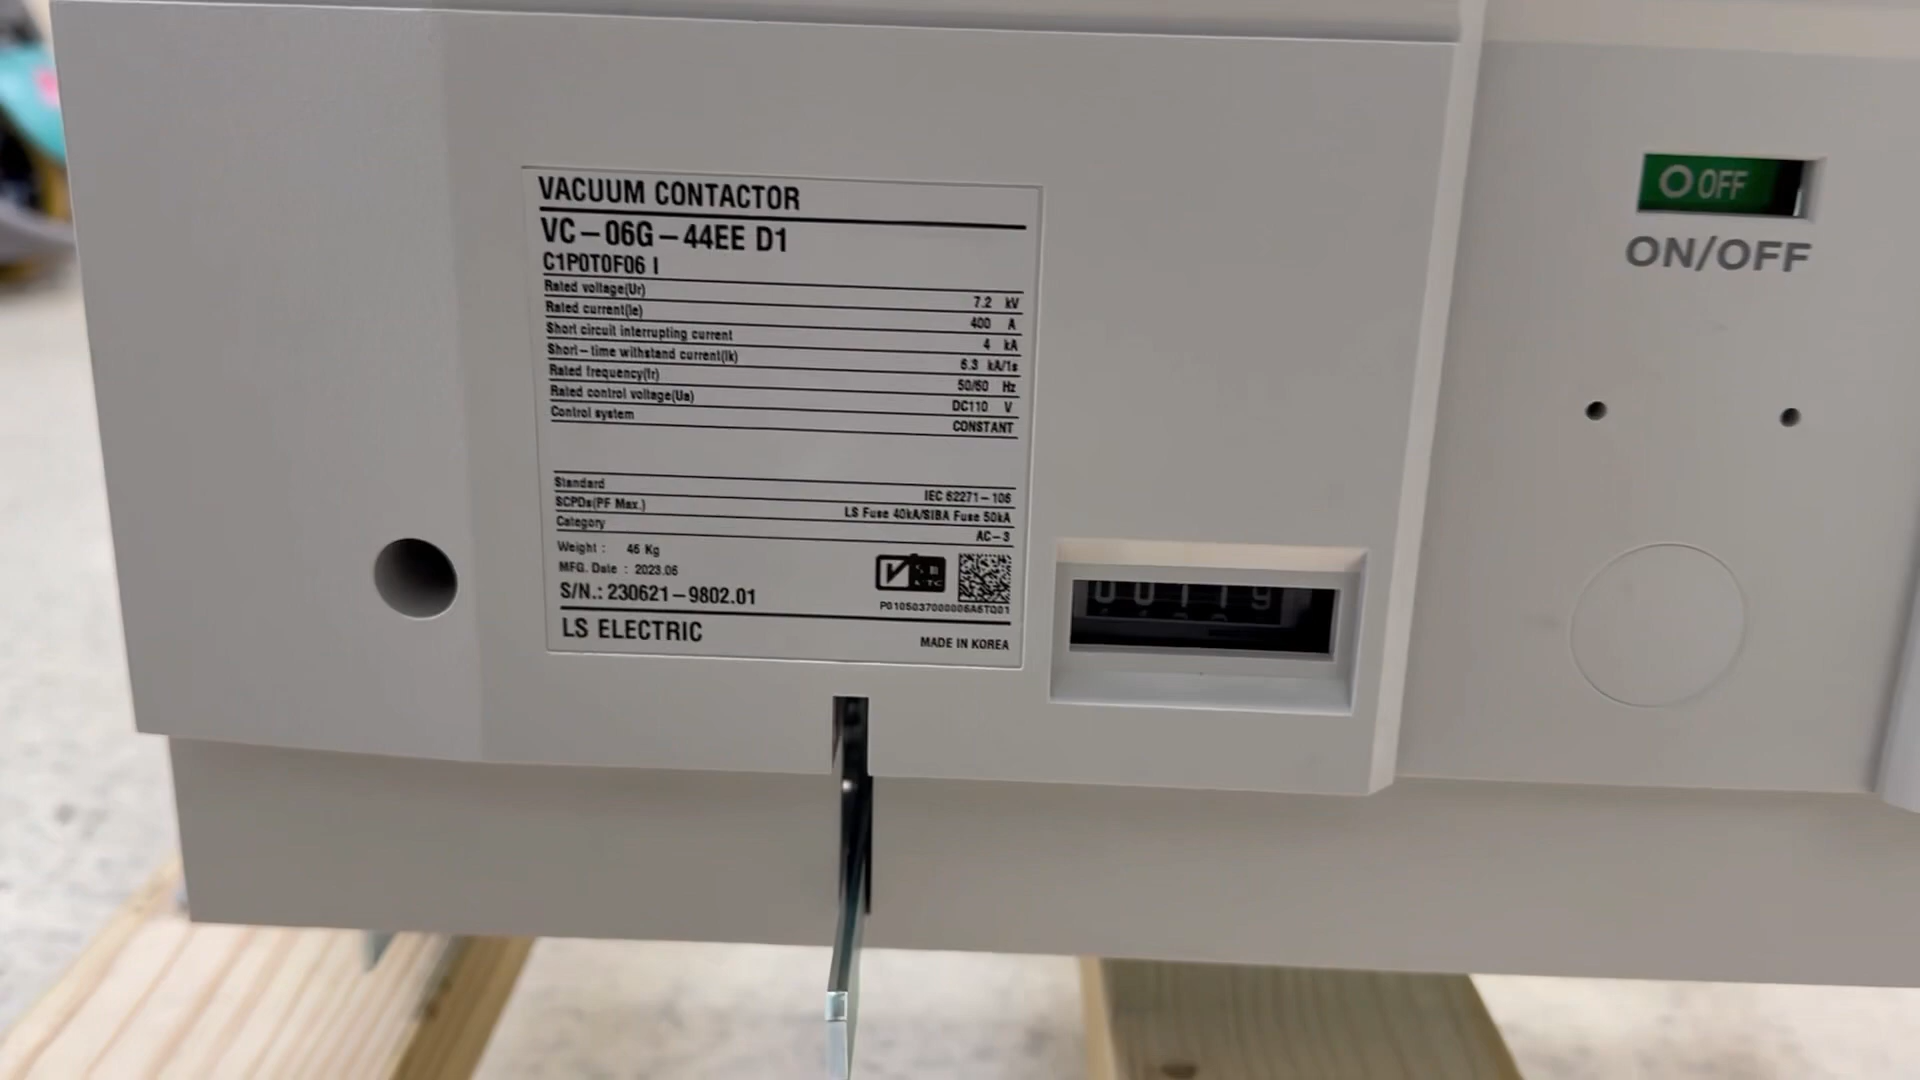 VACUUM CONTACTOR
VC-06G-44EE D1
C1P0T0F06 I
Rated voltage(Ur) 7.2 kV
Rated current(Ie) 400 A
Short circuit interrupting current 4 kA
Short-time withstand current(Ik) 6.3 kA/1s
Rated frequency(fr) 50/60 Hz
Rated control voltage(Ua) DC110 V
Control system CONSTANT
Standard IEC 62271-106
SCPDs(PF Max.) LS Fuse 40kA/SIBA Fuse 50kA
Category AC-3
Weight : 46 Kg
MFG. Date : 2023.06
S/N.: 230621-9802.01
P0105037000006A6TQ01
LS ELECTRIC
MADE IN KOREA
00119
O OFF
ON/OFF